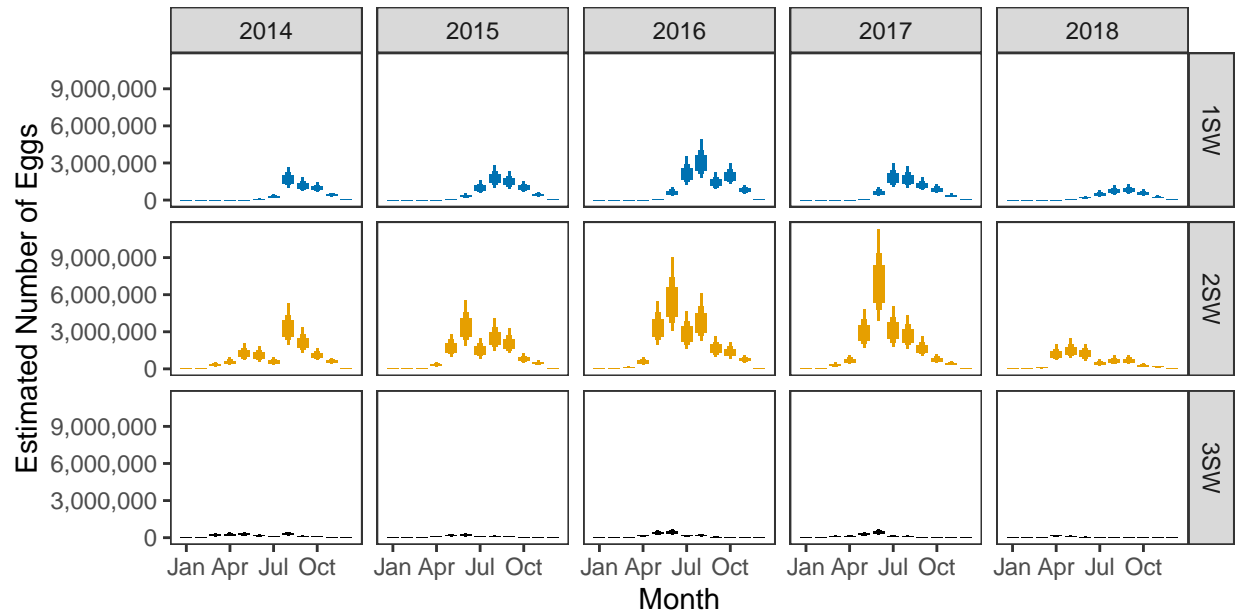 2014 2015 2016 2017 2018
Estimated Number of Eggs
9,000,000
6,000,000
3,000,000
0
1SW
9,000,000
6,000,000
3,000,000
0
2SW
9,000,000
6,000,000
3,000,000
0
3SW
Jan Apr Jul Oct Jan Apr Jul Oct Jan Apr Jul Oct Jan Apr Jul Oct Jan Apr Jul Oct
Month